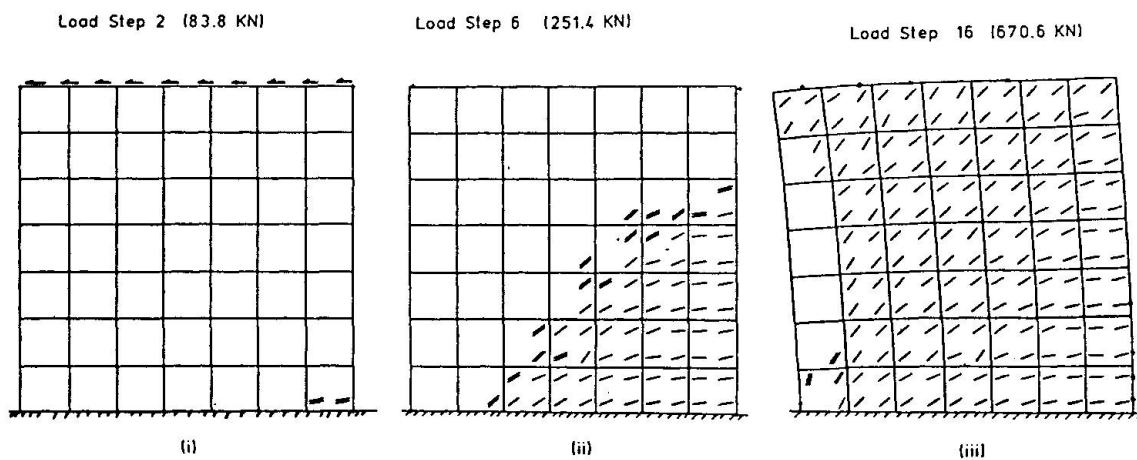 Load Step 2 (83.8 KN)
Load Step 6 (251.4 KN)
Load Step 16 (670.6 KN)
(i)
(ii)
(iii]